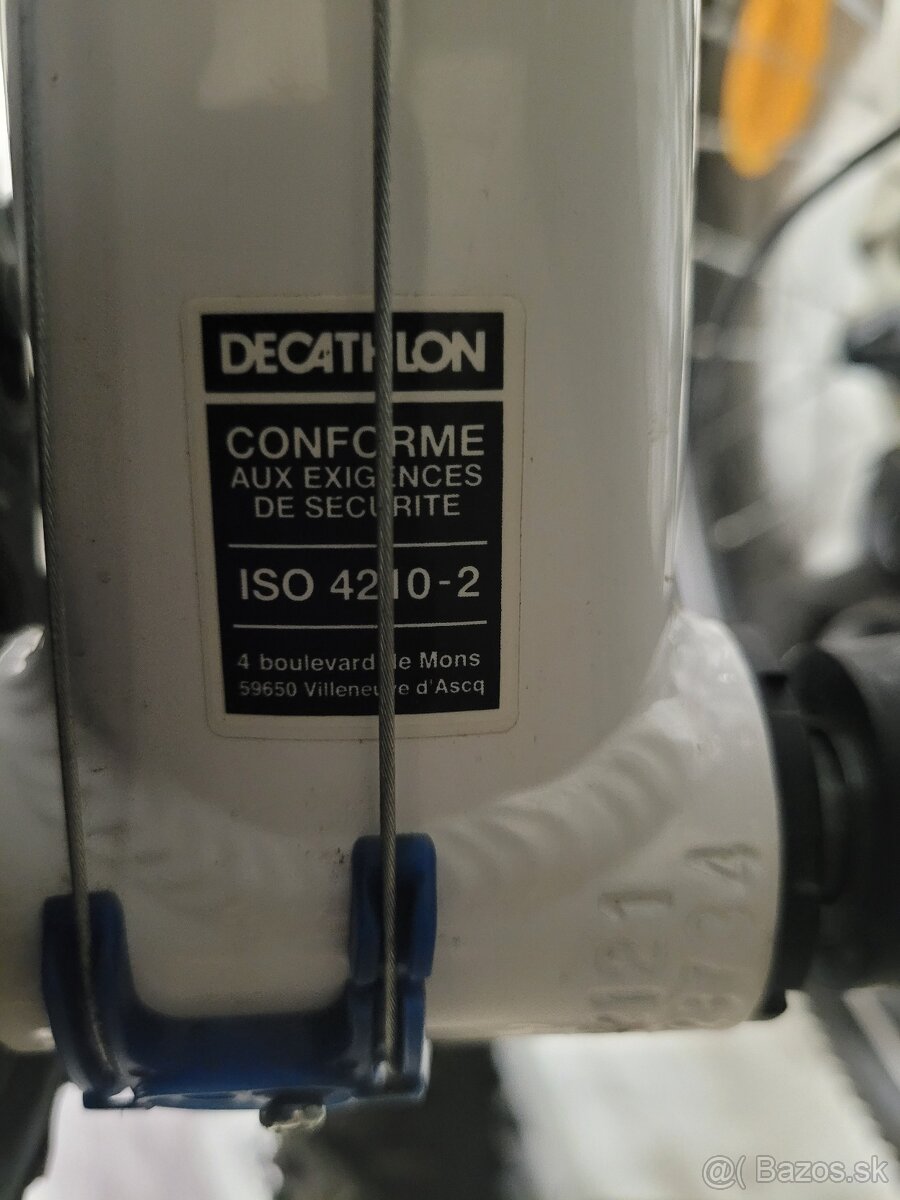 DECATHLON
CONFORME
AUX EXIGENCES
DE SECURITE
ISO 4210-2
4 boulevard de Mons
59650 Villeneuve d'Ascq
@( Bazos.sk